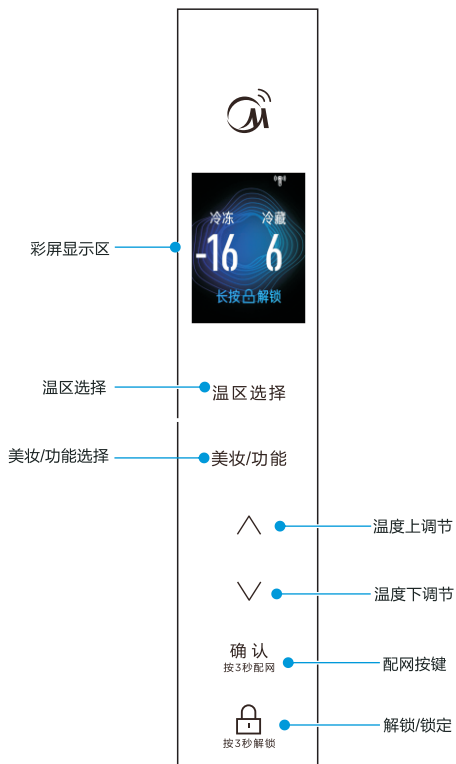 冷冻 冷藏
-16 6
长按解锁
彩屏显示区
温区选择
温区选择
美妆/功能选择
美妆/功能
温度上调节
温度下调节
确认
按3秒配网
配网按键
解锁/锁定
按3秒解锁